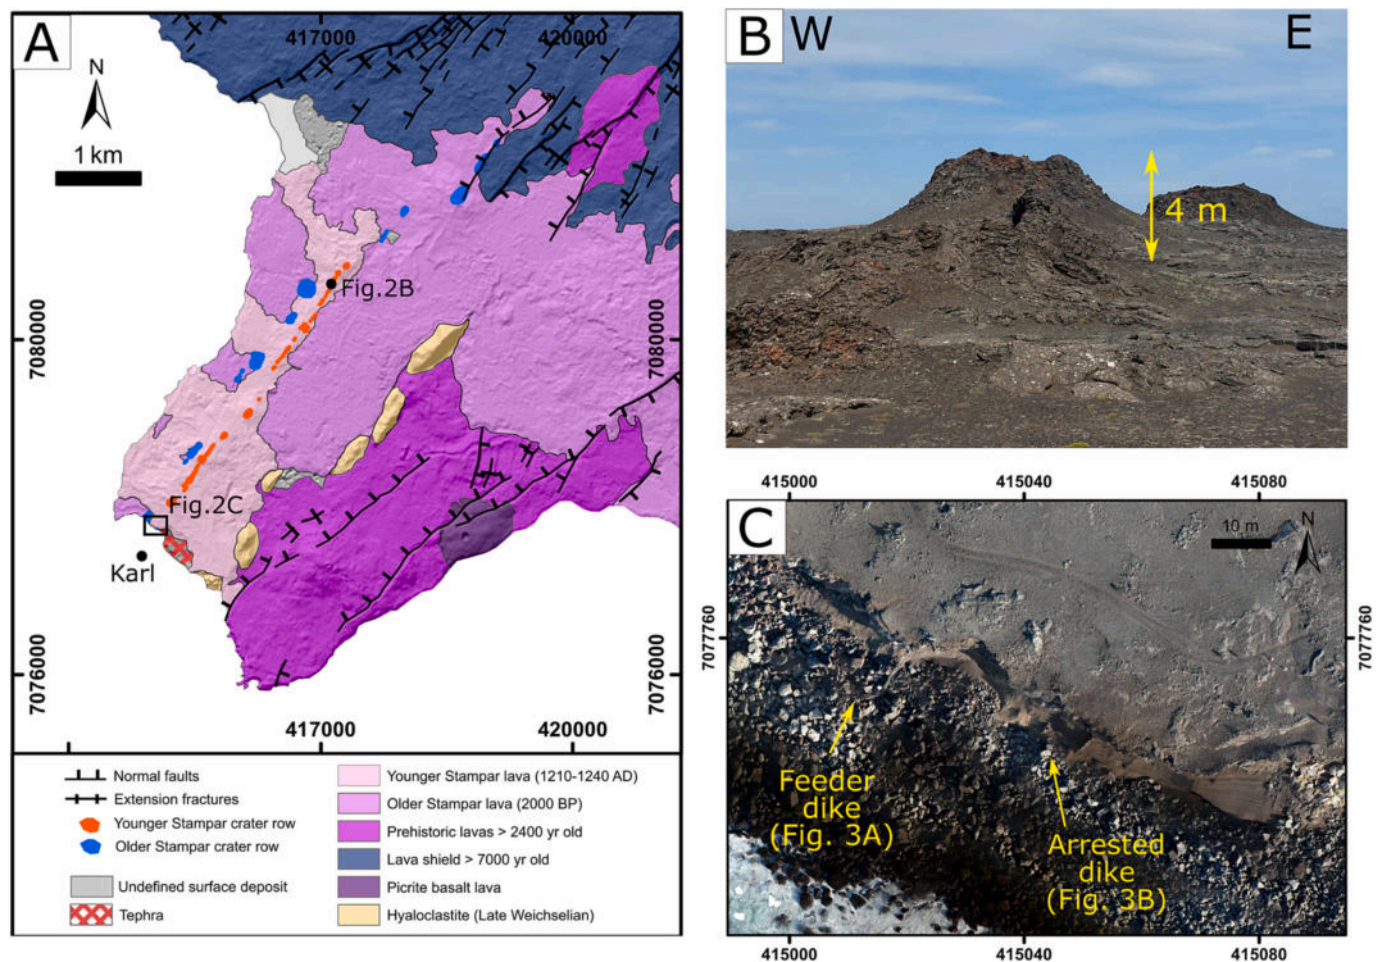 A
N
1 km
417000
420000
7080000
7080000
7076000
7076000
Fig.2B
Fig.2C
Karl
417000
420000
Normal faults
Extension fractures
Younger Stampar crater row
Older Stampar crater row
Undefined surface deposit
Tephra
Younger Stampar lava (1210-1240 AD)
Older Stampar lava (2000 BP)
Prehistoric lavas > 2400 yr old
Lava shield > 7000 yr old
Picrite basalt lava
Hyaloclastite (Late Weichselian)
B
W
E
4 m
415000
415040
415080
C
10 m
N
7077760
7077760
Feeder
dike
(Fig. 3A)
Arrested
dike
(Fig. 3B)
415000
415040
415080